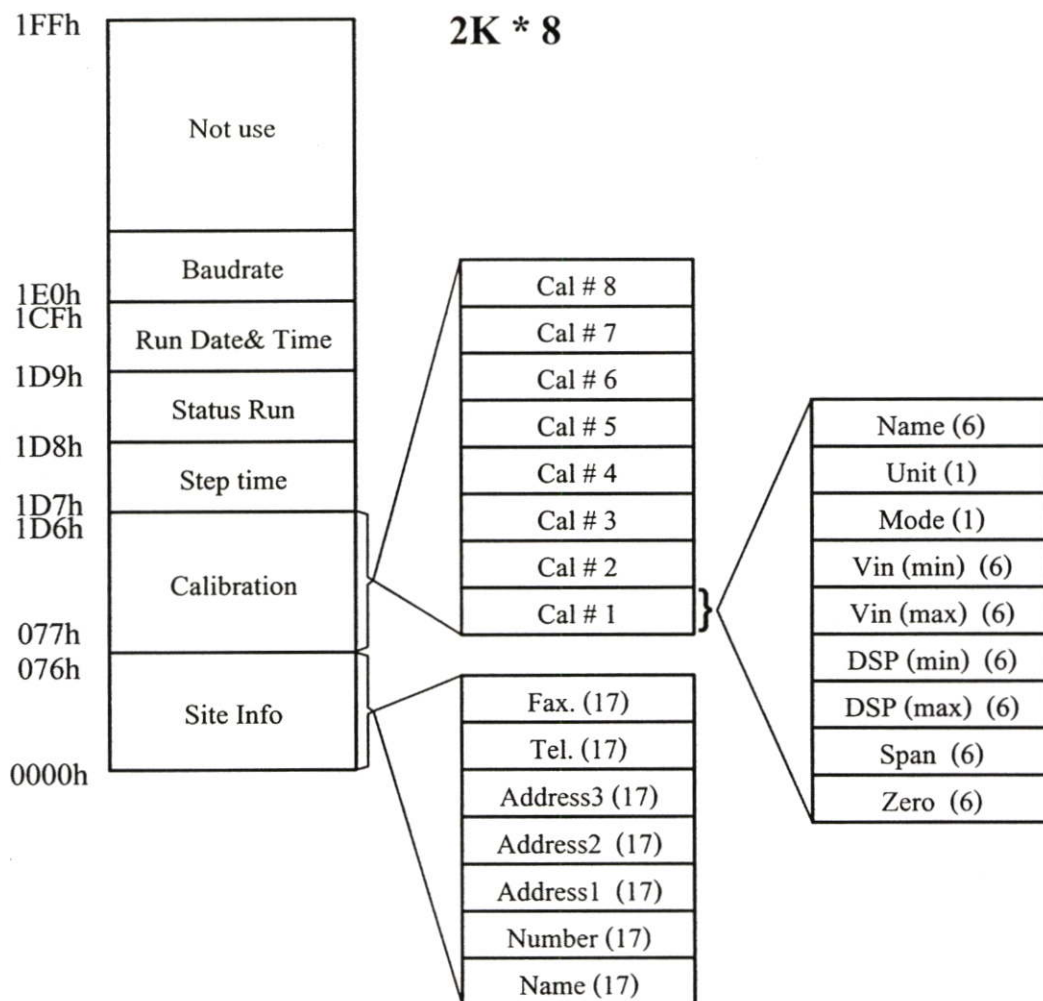 1FFh
2K * 8
Not use
Baudrate
1E0h
1CFh
Run Date& Time
1D9h
Status Run
1D8h
Step time
1D7h
1D6h
Calibration
077h
076h
Site Info
0000h
Cal # 8
Cal # 7
Cal # 6
Cal # 5
Cal # 4
Cal # 3
Cal # 2
Cal # 1
Name (6)
Unit (1)
Mode (1)
Vin (min) (6)
Vin (max) (6)
DSP (min) (6)
DSP (max) (6)
Span (6)
Zero (6)
Fax. (17)
Tel. (17)
Address3 (17)
Address2 (17)
Address1 (17)
Number (17)
Name (17)